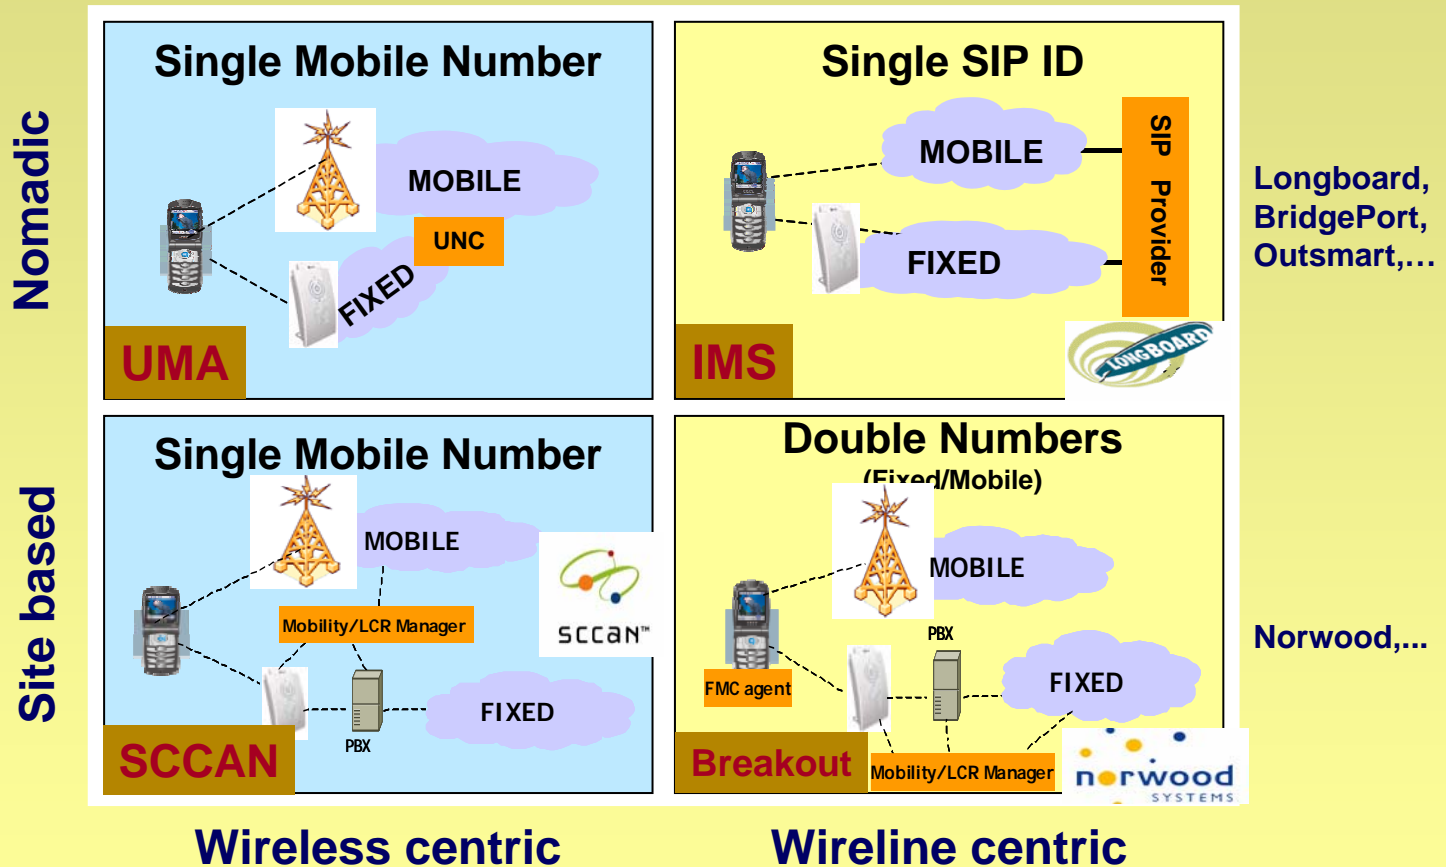 Nomadic
Single Mobile Number
MOBILE
UNC
FIXED
UMA
Single SIP ID
MOBILE
FIXED
SIP Provider
IMS
LONGBOARD
Longboard,
BridgePort,
Outsmart,...
Site based
Single Mobile Number
MOBILE
Mobility/LCR Manager
sccan™
FIXED
PBX
SCCAN
Double Numbers
(Fixed/Mobile)
MOBILE
PBX
FMC agent
FIXED
Breakout
Mobility/LCR Manager
norwood
SYSTEMS
Norwood,...
Wireless centric
Wireline centric